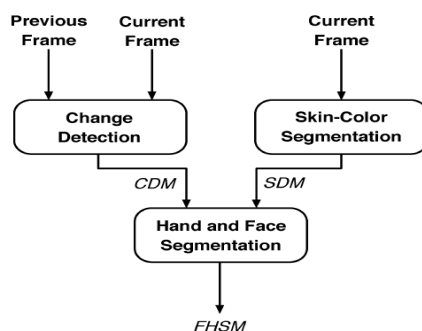 Previous
Frame
Current
Frame
Current
Frame
Change
Detection
Skin-Color
Segmentation
CDM
SDM
Hand and Face
Segmentation
FHSM